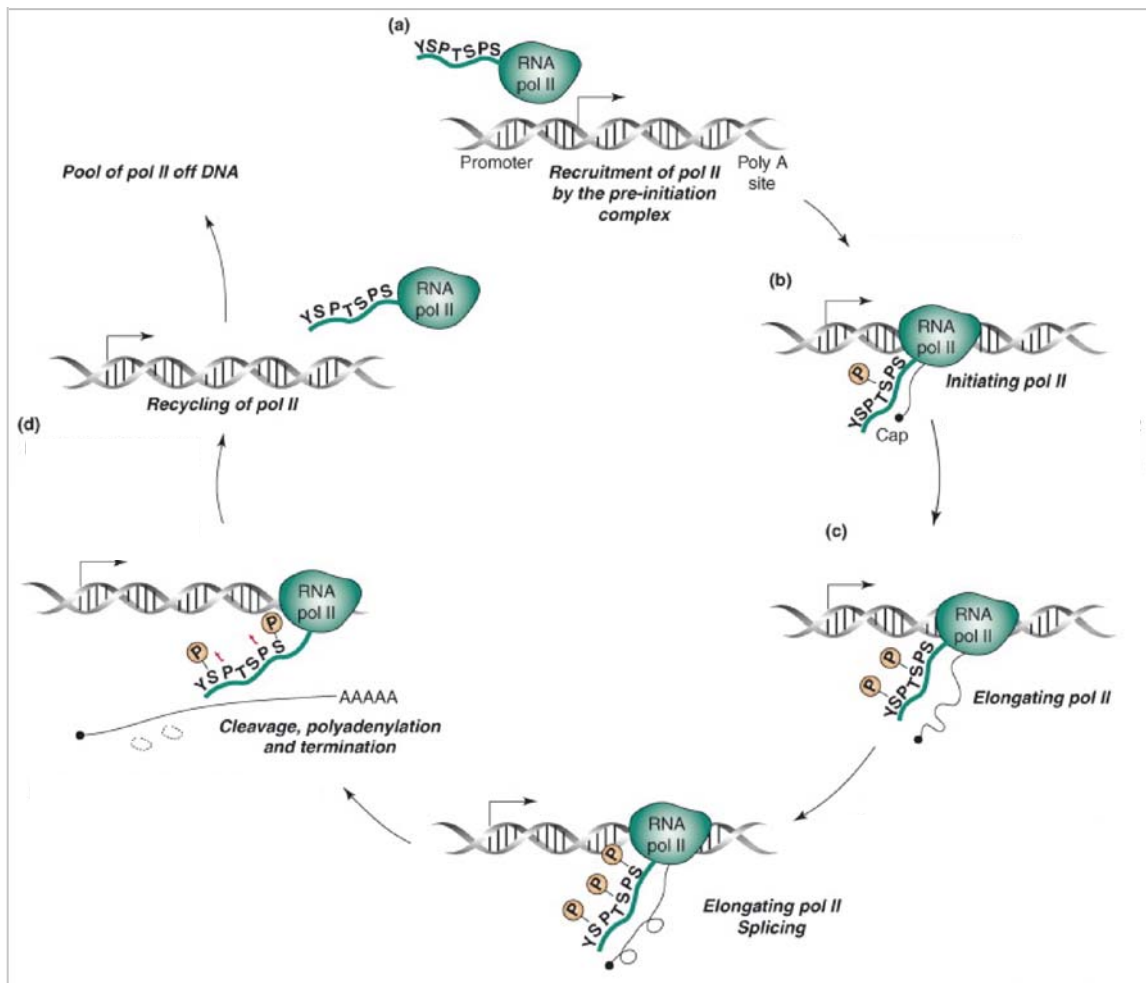 (a)
YSPTSPS
RNA
pol II
Promoter
Recruitment of pol II
by the pre-initiation
complex
Poly A
site
(b)
RNA
pol II
P
YSPTSPS
Cap
Initiating pol II
(c)
RNA
pol II
P
P
YSPTSPS
Elongating pol II
RNA
pol II
P
P
P
YSPTSPS
Elongating pol II
Splicing
RNA
pol II
P
P
YSPTSPS
AAAAA
Cleavage, polyadenylation
and termination
(d)
YSPTSPS
RNA
pol II
Recycling of pol II
Pool of pol II off DNA